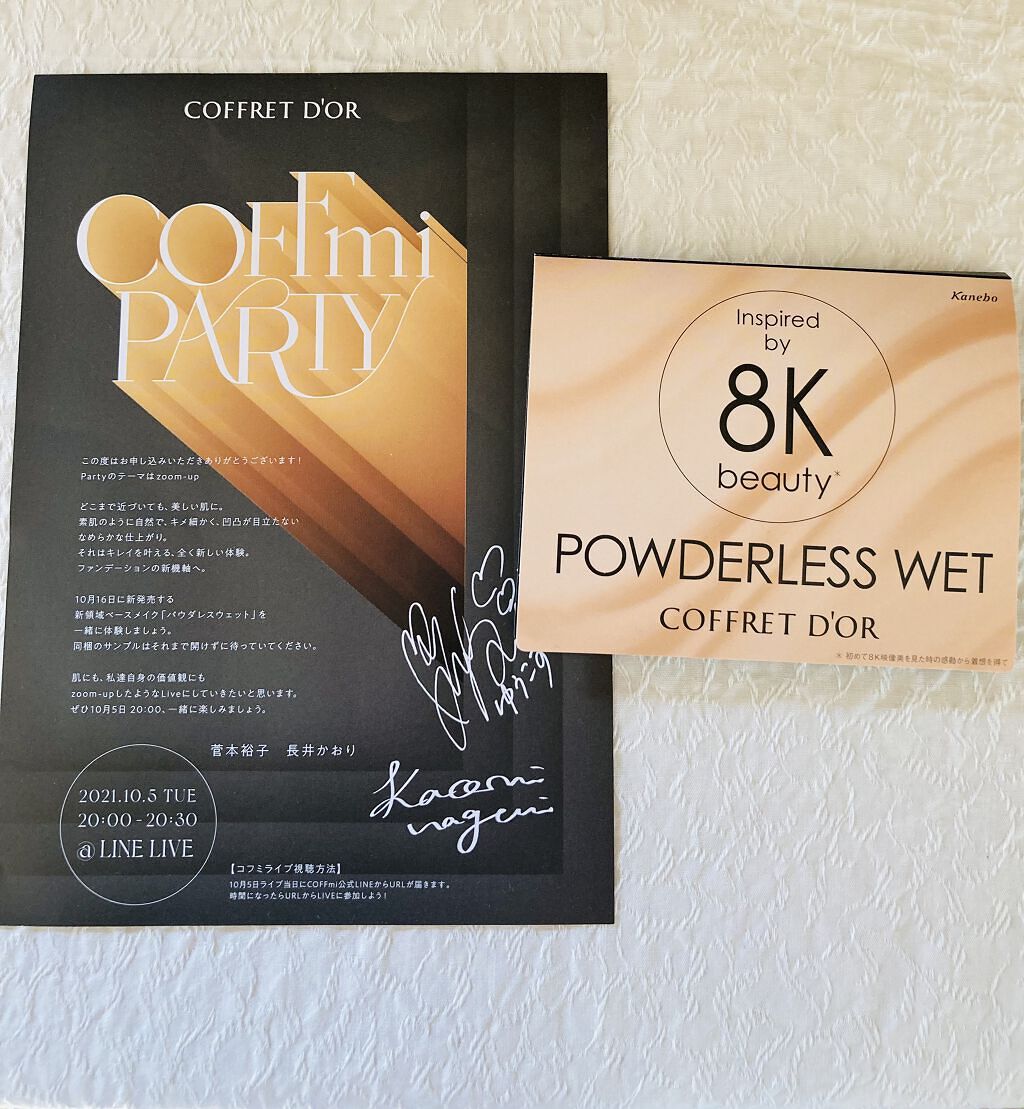 COFFRET D'OR
COFFmi
PARTY
この度はお申し込みいただきありがとうございます！
Partyのテーマはzoom-up
どこまで近づいても、美しい肌に。
素肌のように自然で、キメ細かく、凹凸が目立たない
なめらかな仕上がり。
それはキレイを叶える、全く新しい体験。
ファンデーションの新機軸へ。
10月16日に新発売する
新領域ベースメイク「パウダレスウェット」を
一緒に体験しましょう。
同梱のサンプルはそれまで開けずに待っていてください。
肌にも、私達自身の価値観にも
zoom-upしたようなLiveにしていきたいと思います。
ぜひ10月5日 20:00、一緒に楽しみましょう。
菅本裕子　長井かおり
ゆうこす
Kaori
nagai
2021.10.5 TUE
20:00 - 20:30
@ LINE LIVE
【コフミライブ視聴方法】
10月5日ライブ当日にCOFFmi公式LINEからURLが届きます。
時間になったらURLからLIVEに参加しよう！
Kanebo
Inspired
by
8K
beauty*
POWDERLESS WET
COFFRET D'OR
＊ 初めて8K映像美を見た時の感動から着想を得て